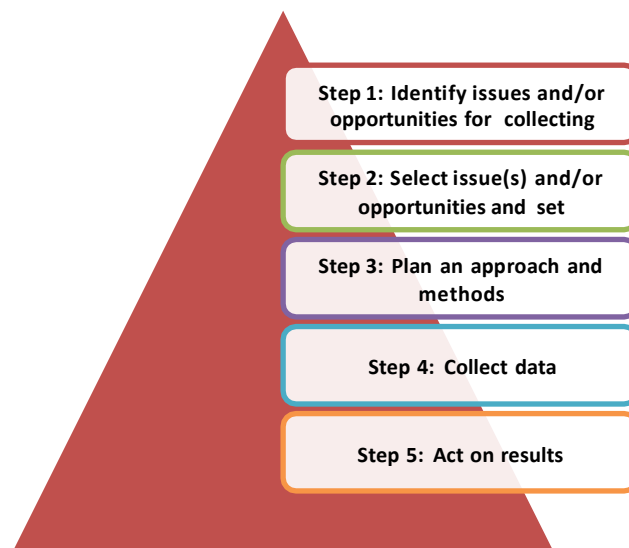 Step 1: Identify issues and/or
opportunities for collecting
Step 2: Select issue(s) and/or
opportunities and set
Step 3: Plan an approach and
methods
Step 4: Collect data
Step 5: Act on results